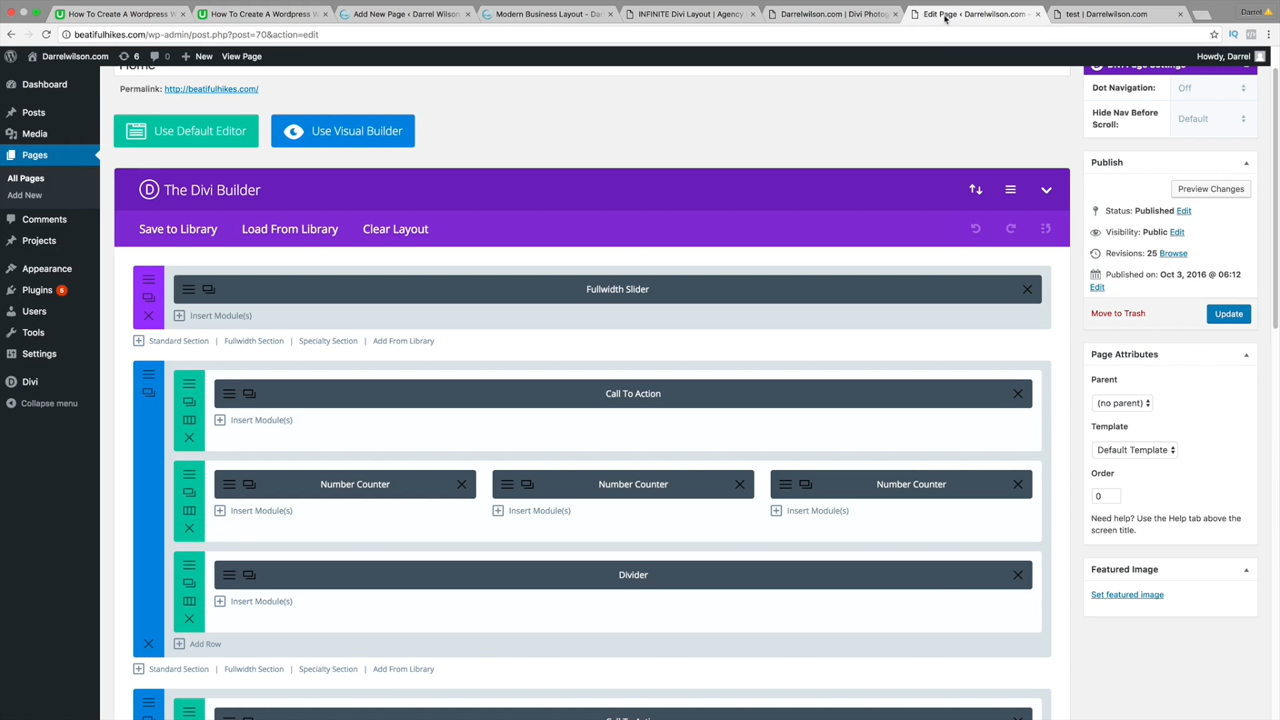 How To Create A Wordpress W
How To Create A Wordpress W
Add New Page ‹ Darrel Wilson
Modern Business Layout - Da
INFINITE Divi Layout | Agency
Darrelwilson.com | Divi Photog
Edit Page ‹ Darrelwilson.com
test | Darrelwilson.com
Darrel
beatifulhikes.com/wp-admin/post.php?post=70&action=edit
Darrelwilson.com
6
0
New
View Page
Howdy, Darrel
Dashboard
Posts
Media
Pages
All Pages
Add New
Comments
Projects
Appearance
Plugins 5
Users
Tools
Settings
Divi
Collapse menu
Home
Permalink: http://beatifulhikes.com/
Use Default Editor
Use Visual Builder
D The Divi Builder
Save to Library
Load From Library
Clear Layout
Fullwidth Slider
Insert Module(s)
Standard Section | Fullwidth Section | Specialty Section | Add From Library
Call To Action
Insert Module(s)
Number Counter
Number Counter
Number Counter
Insert Module(s)
Insert Module(s)
Insert Module(s)
Divider
Insert Module(s)
Add Row
Standard Section | Fullwidth Section | Specialty Section | Add From Library
Call To Action
Divi Page Settings
Dot Navigation:
Off
Hide Nav Before
Scroll:
Default
Publish
Preview Changes
Status: Published Edit
Visibility: Public Edit
Revisions: 25 Browse
Published on: Oct 3, 2016 @ 06:12
Edit
Move to Trash
Update
Page Attributes
Parent
(no parent)
Template
Default Template
Order
0
Need help? Use the Help tab above the
screen title.
Featured Image
Set featured image